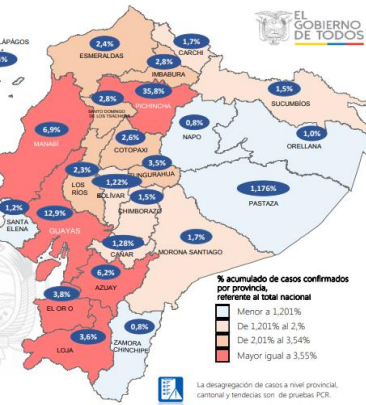 EL
GOBIERNO
DE TODOS
LÁPAGOS
2,4%
ESMERALDAS
1,7%
CARCHI
2,8%
IMBABURA
35,8%
PICHINCHA
2,8%
SANTO DOMINGO
DE LOS TSÁCHILAS
1,5%
SUCUMBÍOS
6,9%
MANABÍ
2,6%
COTOPAXI
0,8%
NAPO
1,0%
ORELLANA
3,5%
TUNGURAHUA
2,3%
LOS
RÍOS
1,22%
BOLÍVAR
1,5%
CHIMBORAZO
1,176%
PASTAZA
1,2%
SANTA
ELENA
12,9%
GUAYAS
1,28%
CAÑAR
1,7%
MORONA SANTIAGO
6,2%
AZUAY
3,8%
EL OR O
3,6%
LOJA
0,8%
ZAMORA
CHINCHIPE
% acumulado de casos confirmados
por provincia,
referente al total nacional
Menor a 1,201%
De 1,201% al 2,%
De 2,01% al 3,54%
Mayor igual a 3,55%
La desagregación de casos a nivel provincial,
cantonal y tendecias son de pruebas PCR.